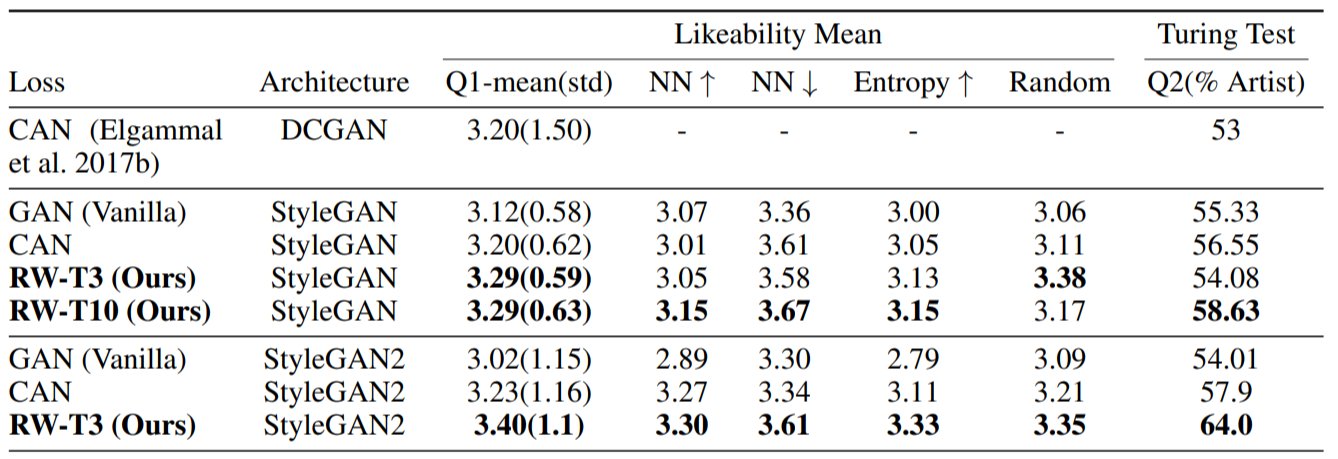 Likeability Mean Turing Test
Loss Architecture Q1-mean(std) NN ↑ NN ↓ Entropy ↑ Random Q2(% Artist)
CAN (Elgammal DCGAN 3.20(1.50) - - - - 53
et al. 2017b)
GAN (Vanilla) StyleGAN 3.12(0.58) 3.07 3.36 3.00 3.06 55.33
CAN StyleGAN 3.20(0.62) 3.01 3.61 3.05 3.11 56.55
RW-T3 (Ours) StyleGAN 3.29(0.59) 3.05 3.58 3.13 3.38 54.08
RW-T10 (Ours) StyleGAN 3.29(0.63) 3.15 3.67 3.15 3.17 58.63
GAN (Vanilla) StyleGAN2 3.02(1.15) 2.89 3.30 2.79 3.09 54.01
CAN StyleGAN2 3.23(1.16) 3.27 3.34 3.11 3.21 57.9
RW-T3 (Ours) StyleGAN2 3.40(1.1) 3.30 3.61 3.33 3.35 64.0